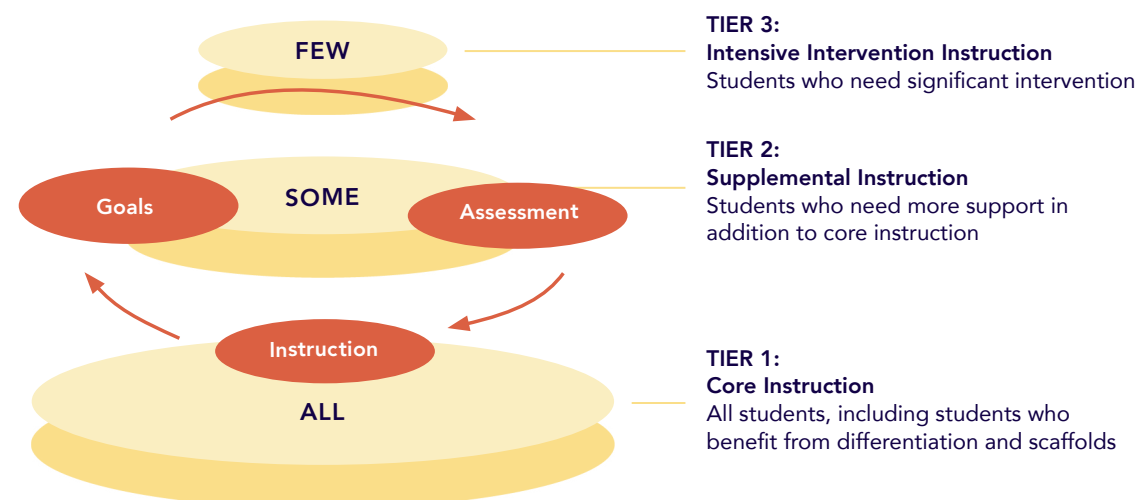 FEW
TIER 3:
Intensive Intervention Instruction
Students who need significant intervention
Goals
SOME
Assessment
TIER 2:
Supplemental Instruction
Students who need more support in
addition to core instruction
Instruction
ALL
TIER 1:
Core Instruction
All students, including students who
benefit from differentiation and scaffolds